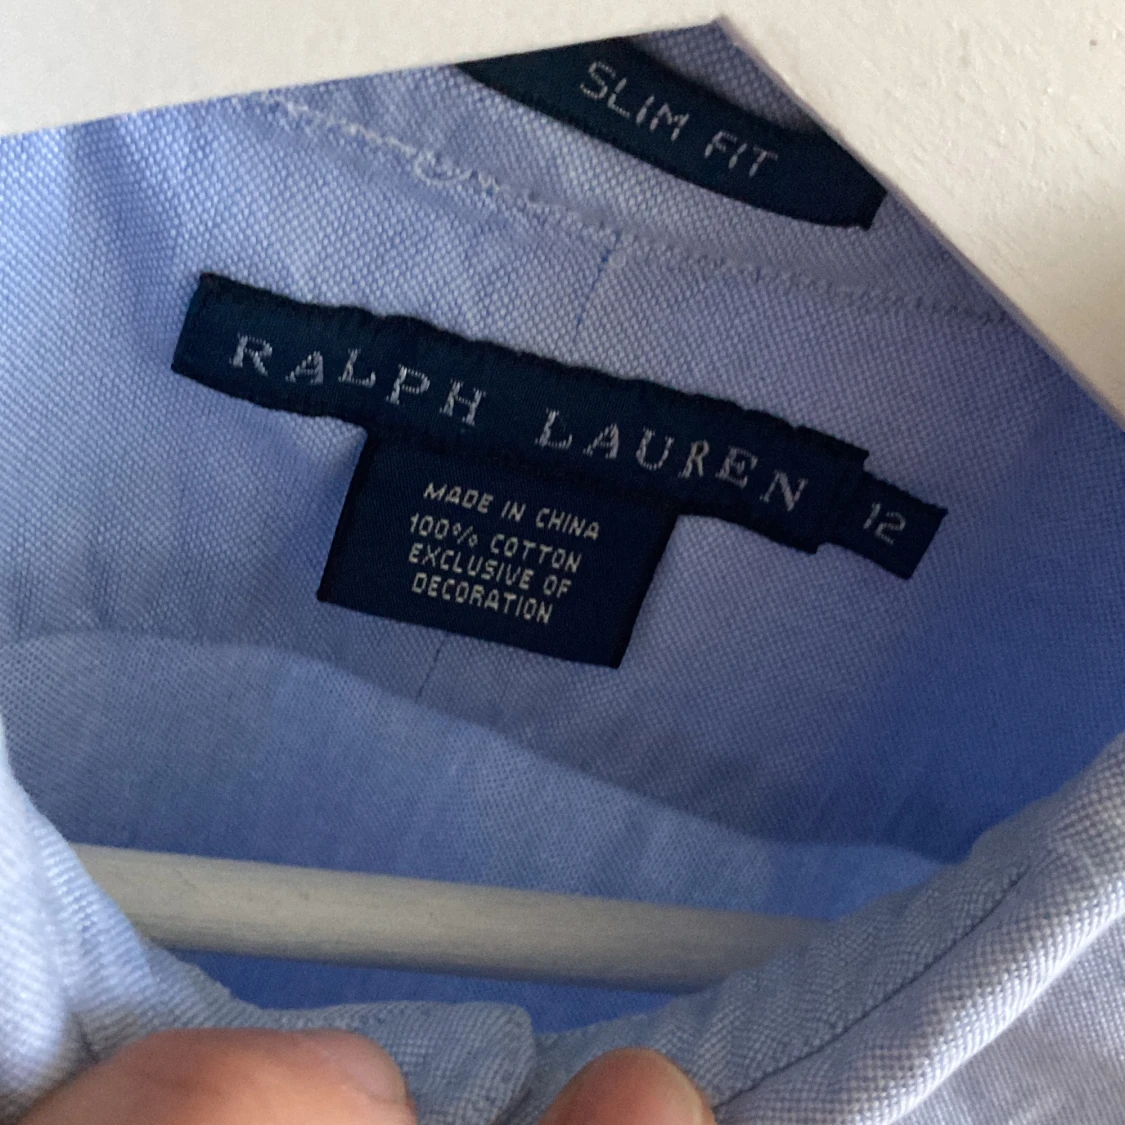 SLIM FIT
RALPH LAUREN
12
MADE IN CHINA
100% COTTON
EXCLUSIVE OF
DECORATION